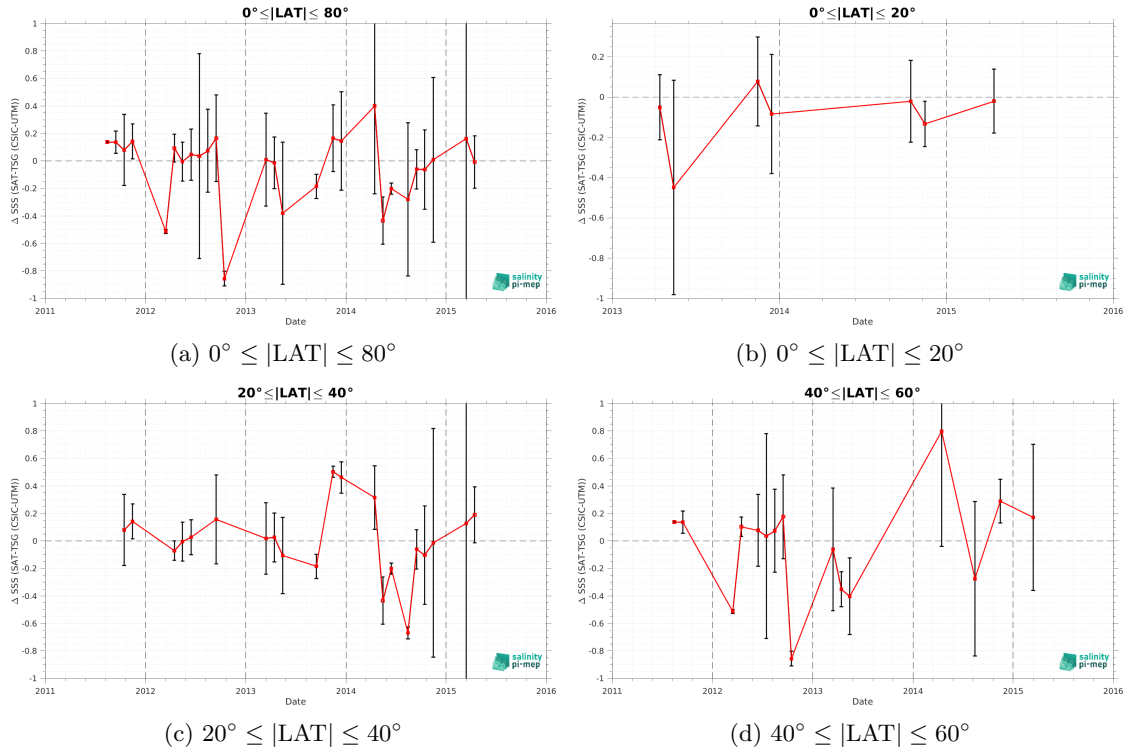 0°≤|LAT|≤ 80°
1
0.8
0.6
0.4
0.2
0
-0.2
-0.4
-0.6
-0.8
-1
Δ SSS (SAT-TSG (CSIC-UTM))
2011
2012
2013
2014
2015
2016
Date
salinity
pi-mep
(a) 0° ≤ |LAT| ≤ 80°
0°≤|LAT|≤ 20°
0.2
0
-0.2
-0.4
-0.6
-0.8
-1
Δ SSS (SAT-TSG (CSIC-UTM))
2013
2014
2015
2016
Date
salinity
pi-mep
(b) 0° ≤ |LAT| ≤ 20°
20°≤|LAT|≤ 40°
1
0.8
0.6
0.4
0.2
0
-0.2
-0.4
-0.6
-0.8
-1
Δ SSS (SAT-TSG (CSIC-UTM))
2011
2012
2013
2014
2015
2016
Date
salinity
pi-mep
(c) 20° ≤ |LAT| ≤ 40°
40°≤|LAT|≤ 60°
1
0.8
0.6
0.4
0.2
0
-0.2
-0.4
-0.6
-0.8
-1
Δ SSS (SAT-TSG (CSIC-UTM))
2011
2012
2013
2014
2015
2016
Date
salinity
pi-mep
(d) 40° ≤ |LAT| ≤ 60°